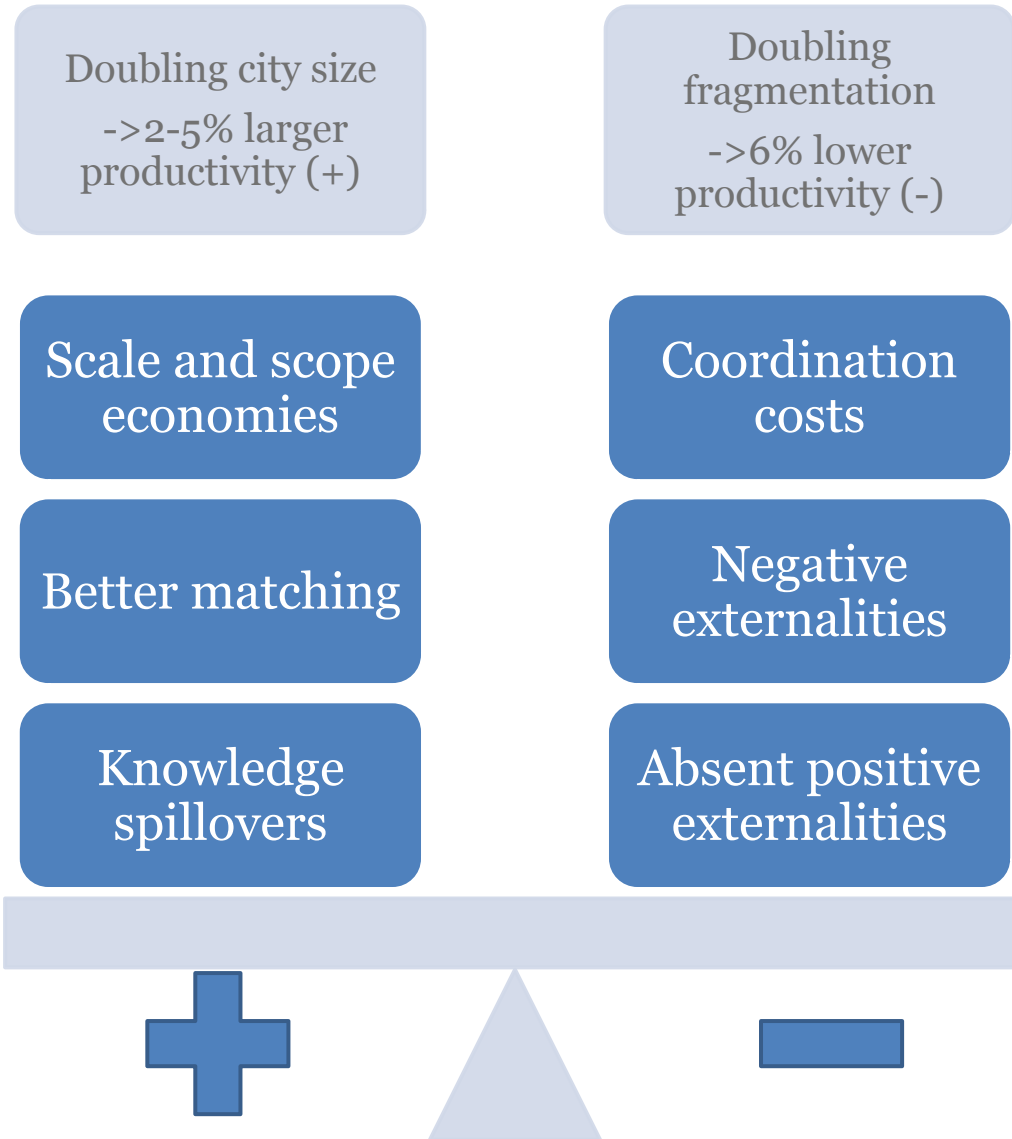 Doubling city size
->2-5% larger
productivity (+)
Doubling
fragmentation
->6% lower
productivity (-)
Scale and scope
economies
Better matching
Knowledge
spillovers
Coordination
costs
Negative
externalities
Absent positive
externalities